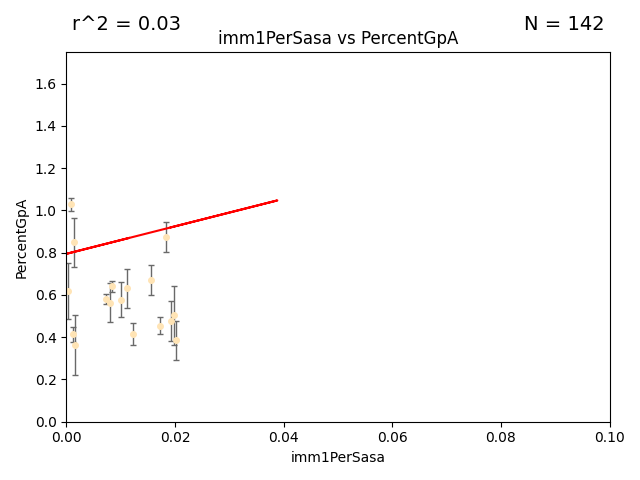 r^2 = 0.03
N = 142
imm1PerSasa vs PercentGpA
PercentGpA
1.6
1.4
1.2
1.0
0.8
0.6
0.4
0.2
0.0
0.00 0.02 0.04 0.06 0.08 0.10
imm1PerSasa